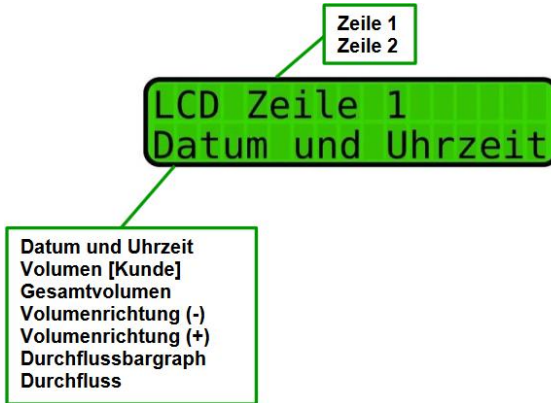 Zeile 1
Zeile 2
LCD Zeile 1
Datum und Uhrzeit
Datum und Uhrzeit
Volumen [Kunde]
Gesamtvolumen
Volumenrichtung (-)
Volumenrichtung (+)
Durchflussbargraph
Durchfluss